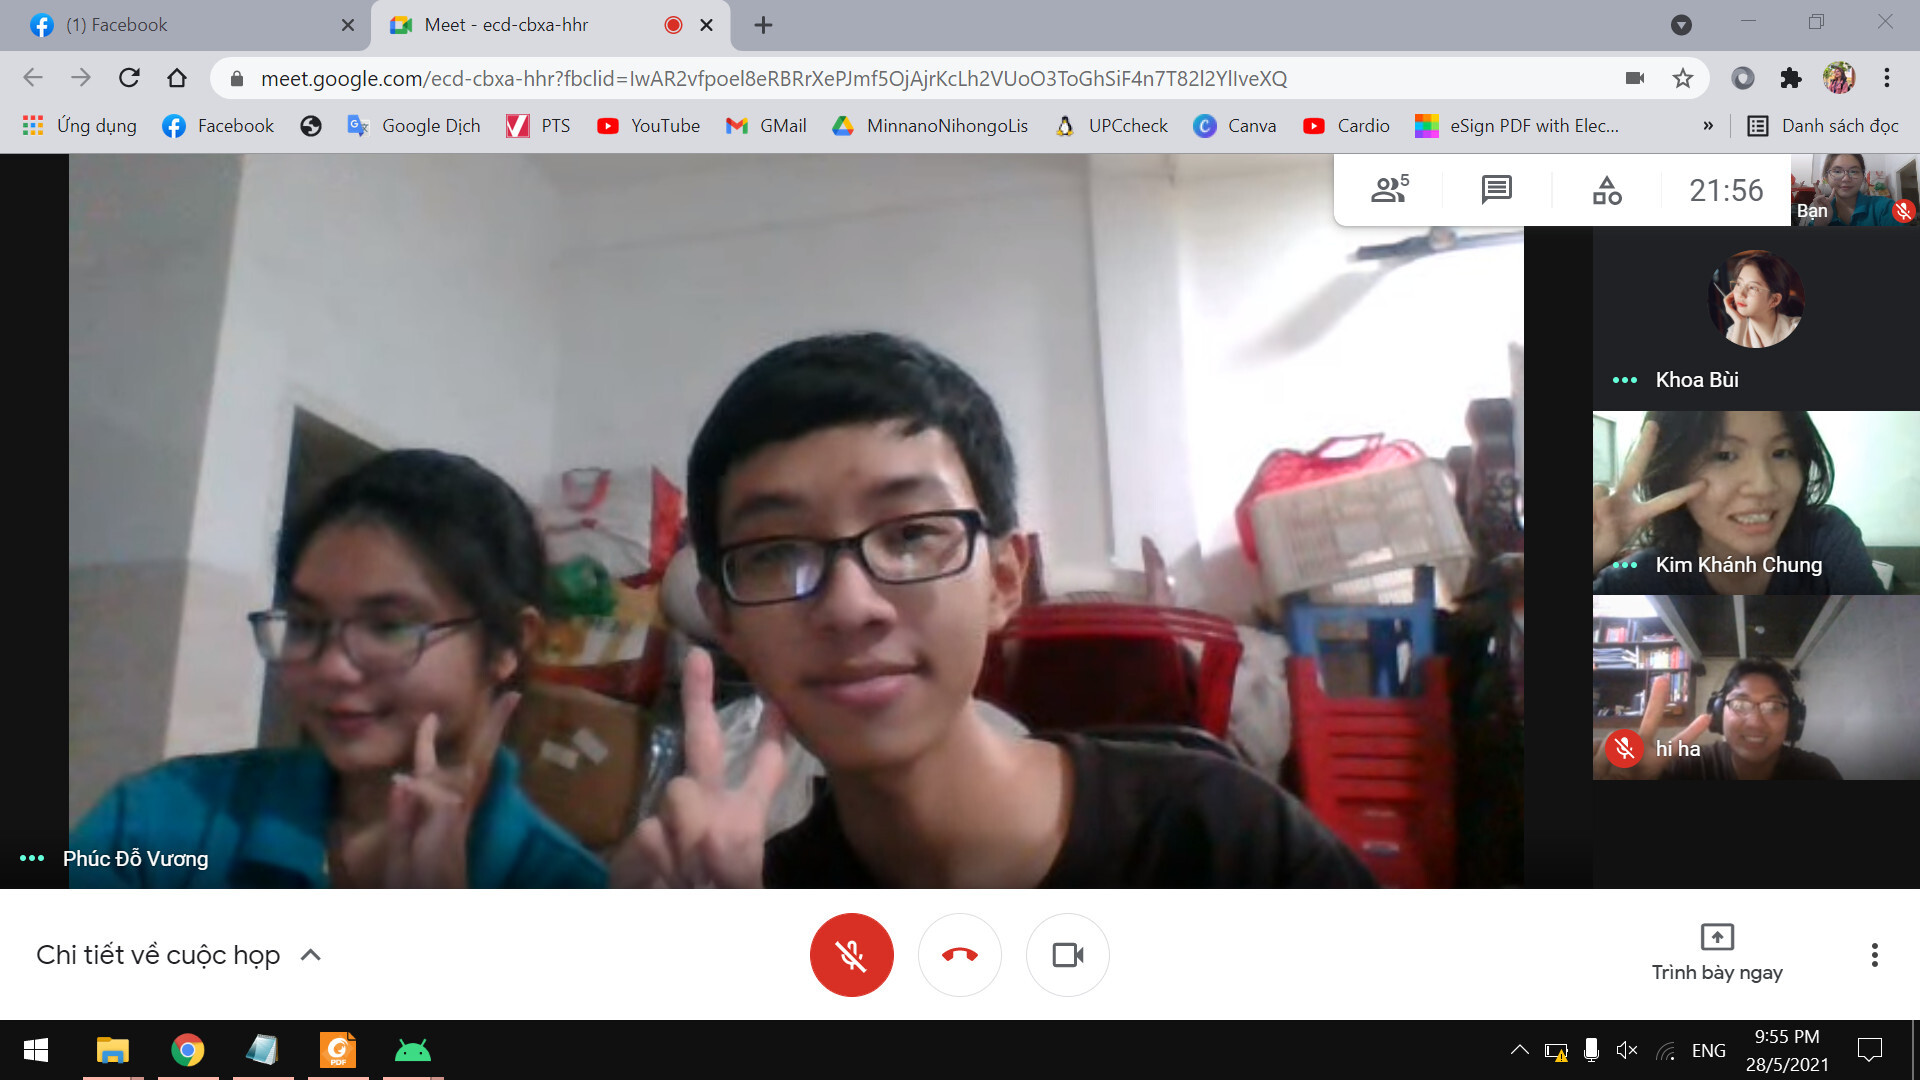 (1) Facebook
Meet - ecd-cbxa-hhr
meet.google.com/ecd-cbxa-hhr?fbclid=IwAR2vfpoel8eRBRrXePJmf5OjAjrKcLh2VUoO3ToGhSiF4n7T82l2YlIveXQ
Ứng dụng
Facebook
Google Dịch
PTS
YouTube
GMail
MinnanoNihongoLis
UPCcheck
Canva
Cardio
eSign PDF with Elec...
»
Danh sách đọc
5
21:56
Bạn
Khoa Bùi
Kim Khánh Chung
hi ha
Phúc Đỗ Vương
Chi tiết về cuộc họp
Trình bày ngay
PDF
ENG
9:55 PM
28/5/2021